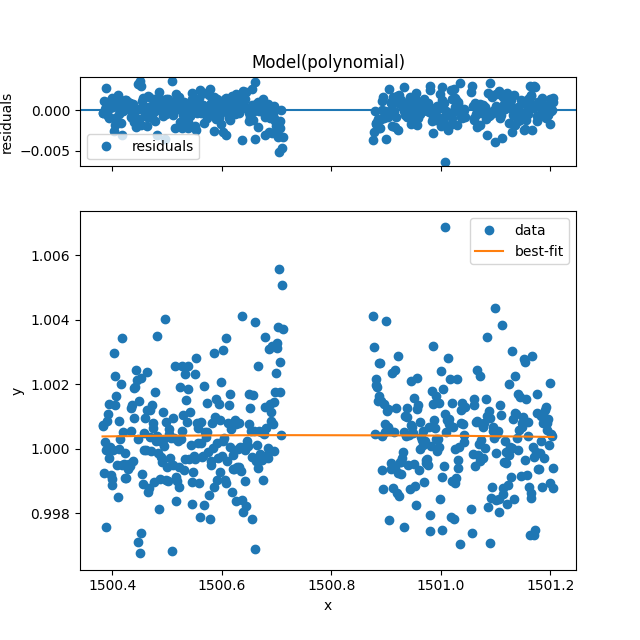 Model(polynomial)
residuals
0.000
−0.005
residuals
data
best-fit
y
1.006
1.004
1.002
1.000
0.998
1500.4 1500.6 1500.8 1501.0 1501.2
x